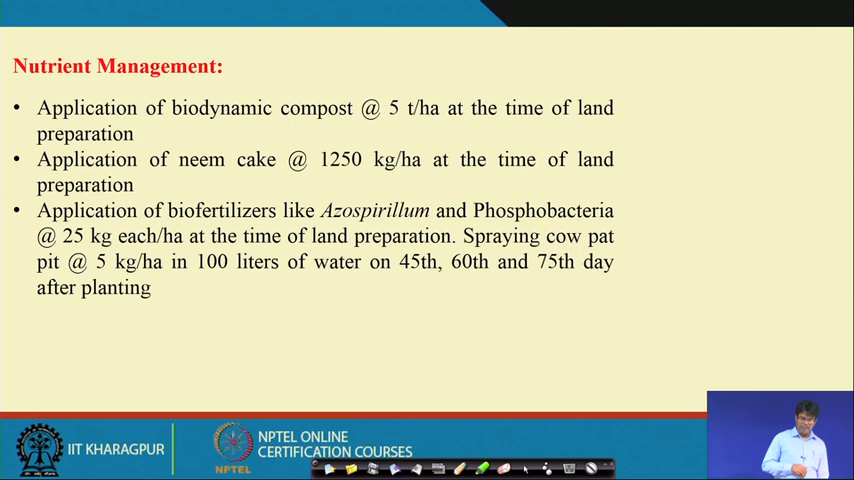 Nutrient Management:
• Application of biodynamic compost @ 5 t/ha at the time of land
preparation
• Application of neem cake @ 1250 kg/ha at the time of land
preparation
• Application of biofertilizers like Azospirillum and Phosphobacteria
@ 25 kg each/ha at the time of land preparation. Spraying cow pat
pit @ 5 kg/ha in 100 liters of water on 45th, 60th and 75th day
after planting
IIT KHARAGPUR
NPTEL
NPTEL ONLINE
CERTIFICATION COURSES